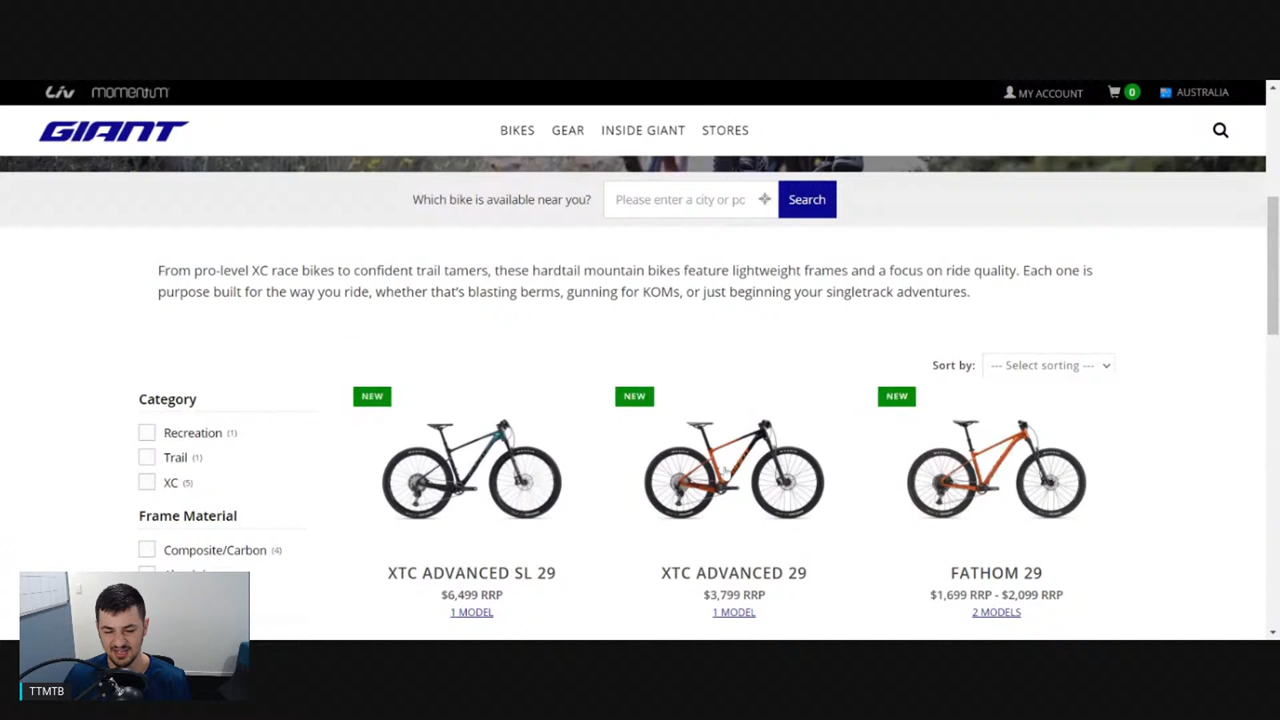 Liv momentum
MY ACCOUNT 0 AUSTRALIA
GIANT
BIKES GEAR INSIDE GIANT STORES
Which bike is available near you? Please enter a city or pc Search
From pro-level XC race bikes to confident trail tamers, these hardtail mountain bikes feature lightweight frames and a focus on ride quality. Each one is
purpose built for the way you ride, whether that's blasting berms, gunning for KOMs, or just beginning your singletrack adventures.
Sort by: --- Select sorting ---
Category
Recreation (1)
Trail (1)
XC (5)
Frame Material
Composite/Carbon (4)
NEW
XTC ADVANCED SL 29
$6,499 RRP
1 MODEL
NEW
XTC ADVANCED 29
$3,799 RRP
1 MODEL
NEW
FATHOM 29
$1,699 RRP - $2,099 RRP
2 MODELS
TTMTB